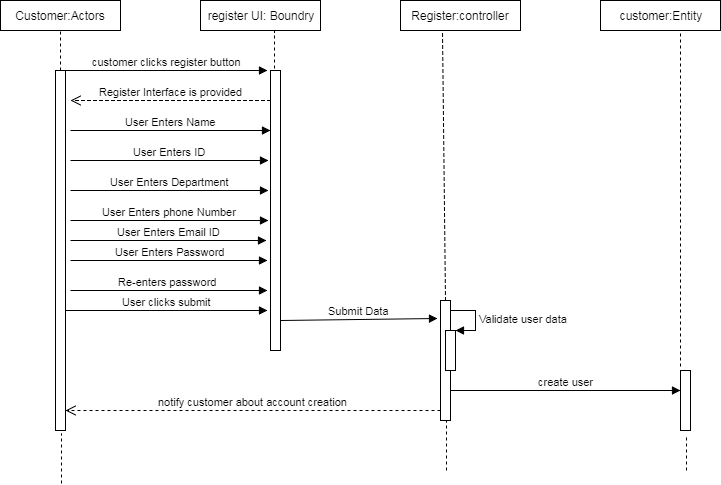 Customer:Actors
register UI: Boundry
Register:controller
customer:Entity
customer clicks register button
Register Interface is provided
User Enters Name
User Enters ID
User Enters Department
User Enters phone Number
User Enters Email ID
User Enters Password
Re-enters password
User clicks submit
Submit Data
Validate user data
create user
notify customer about account creation